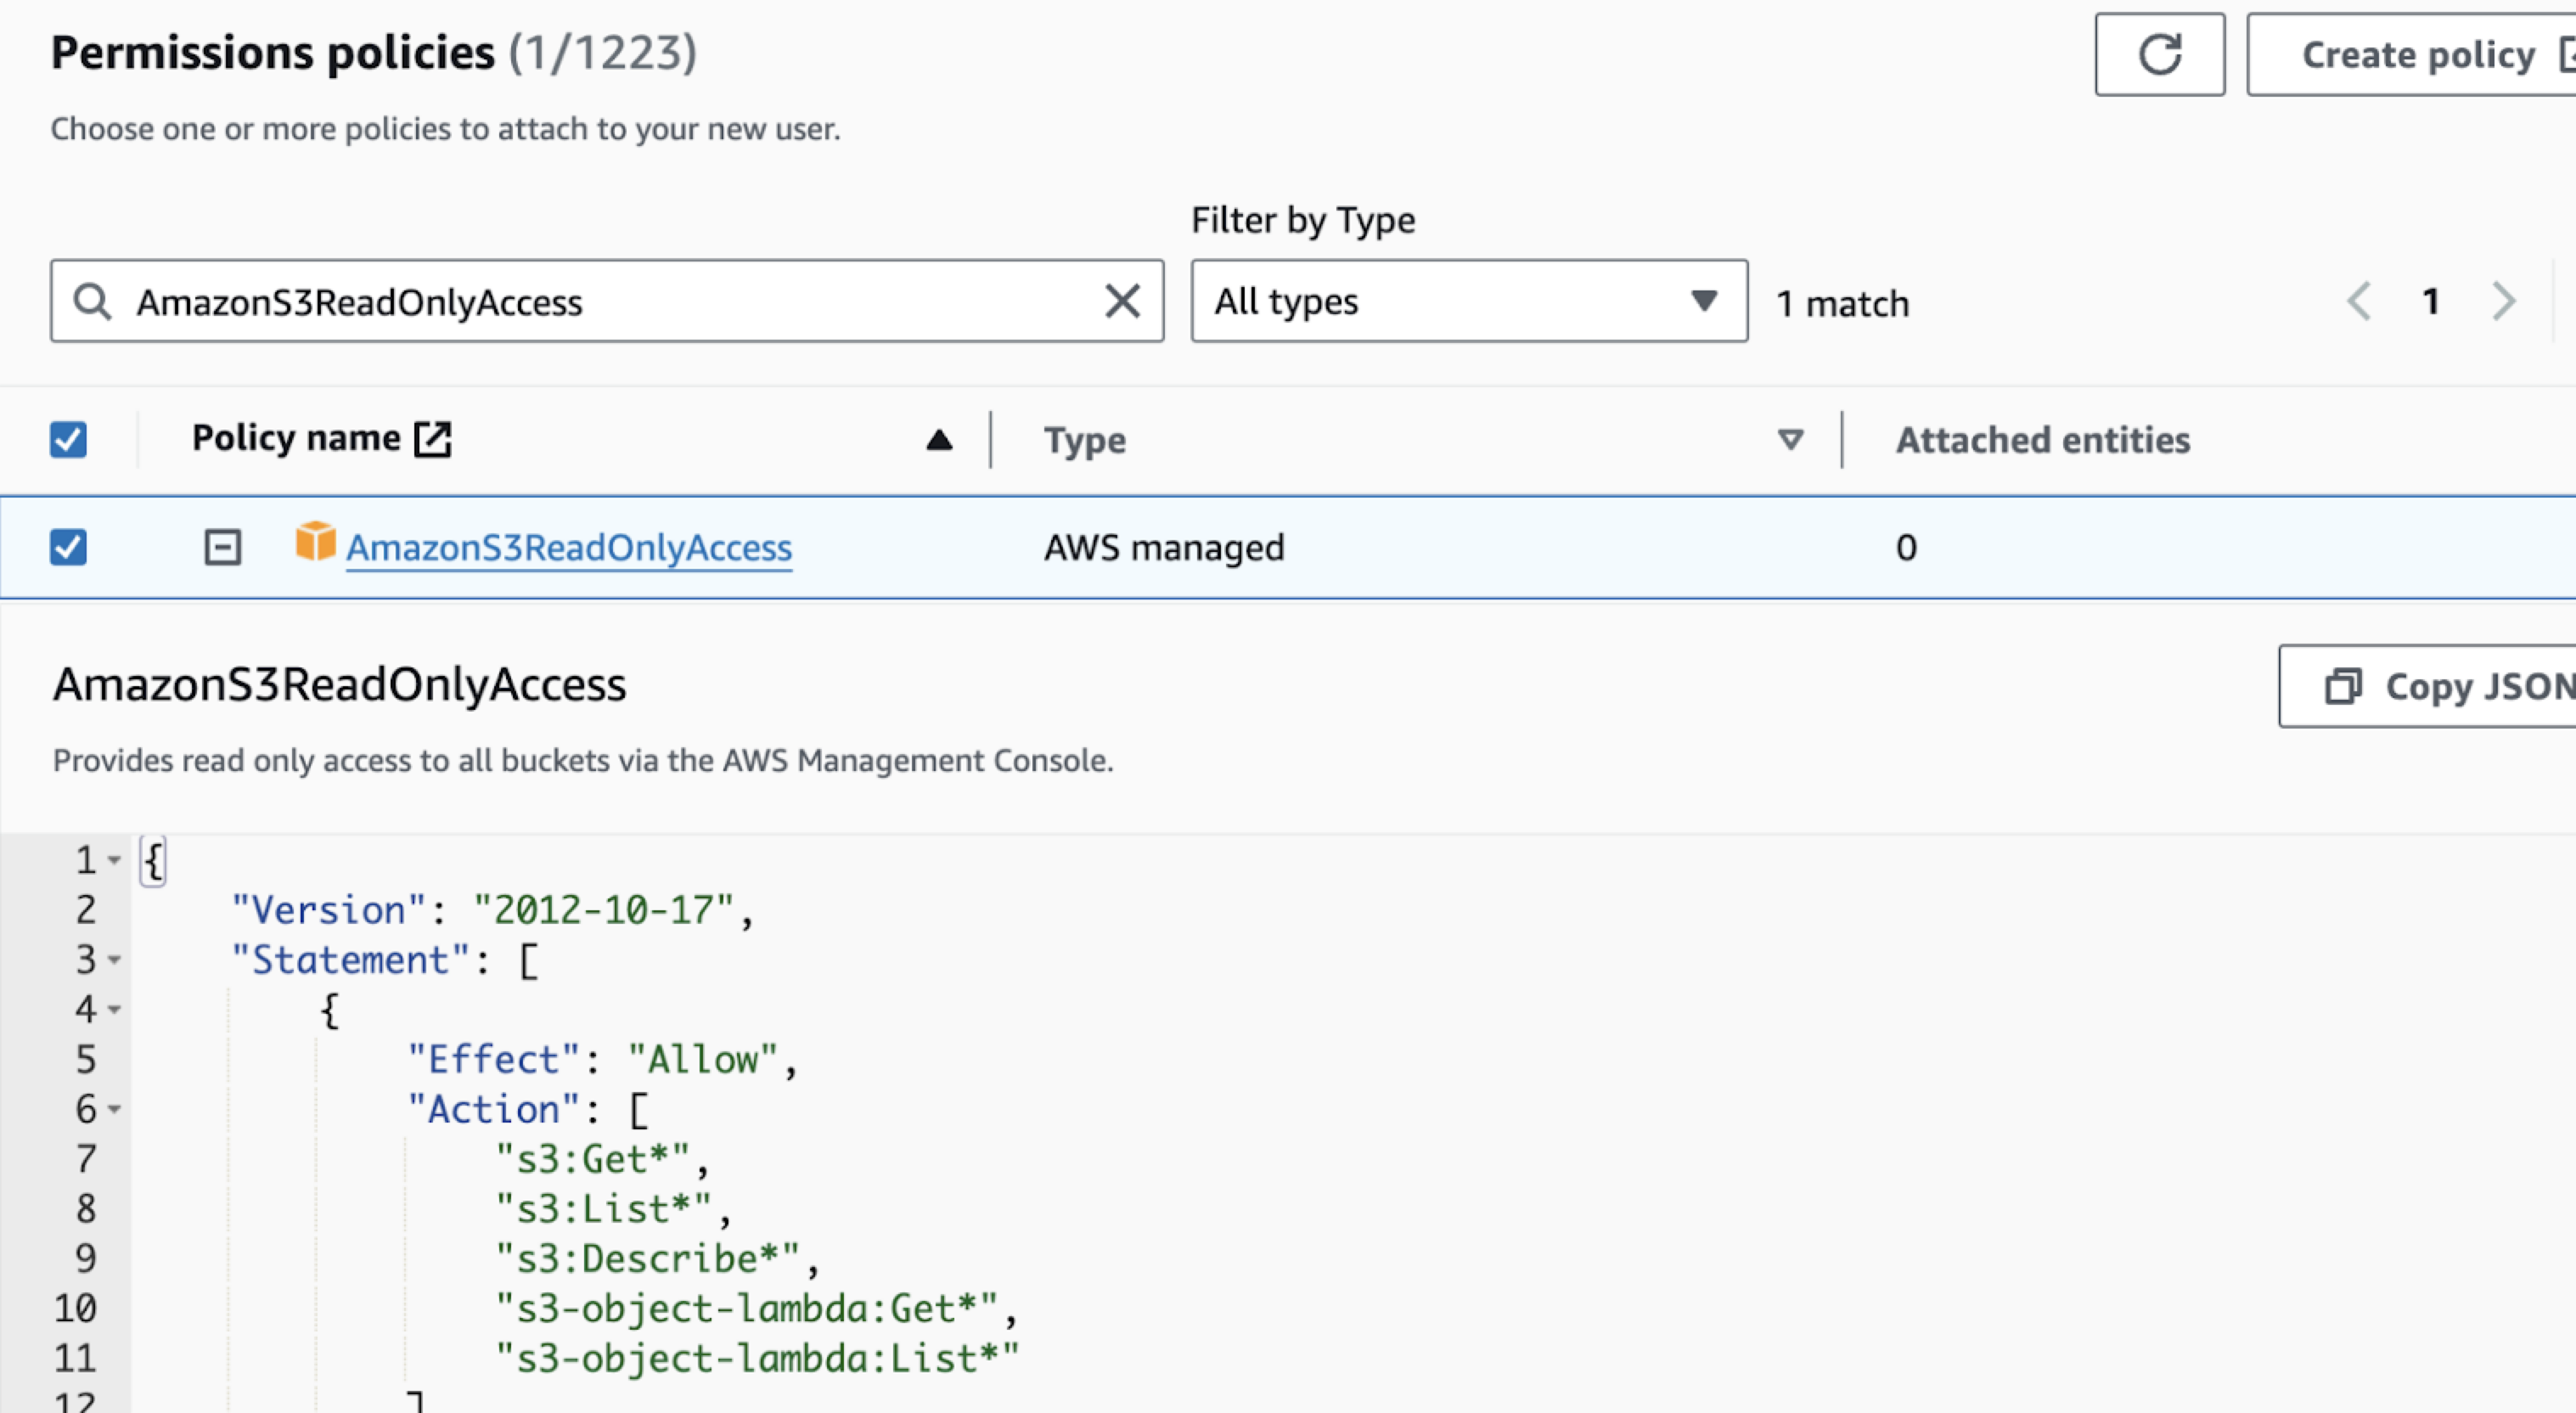 Permissions policies (1/1223)
Create policy
Choose one or more policies to attach to your new user.
Filter by Type
AmazonS3ReadOnlyAccess
All types
1 match
1
Policy name
Type
Attached entities
AmazonS3ReadOnlyAccess
AWS managed
0
AmazonS3ReadOnlyAccess
Copy JSON
Provides read only access to all buckets via the AWS Management Console.
1 {
2 "Version": "2012-10-17",
3 "Statement": [
4 {
5 "Effect": "Allow",
6 "Action": [
7 "s3:Get*",
8 "s3:List*",
9 "s3:Describe*",
10 "s3-object-lambda:Get*",
11 "s3-object-lambda:List*"
12 ]